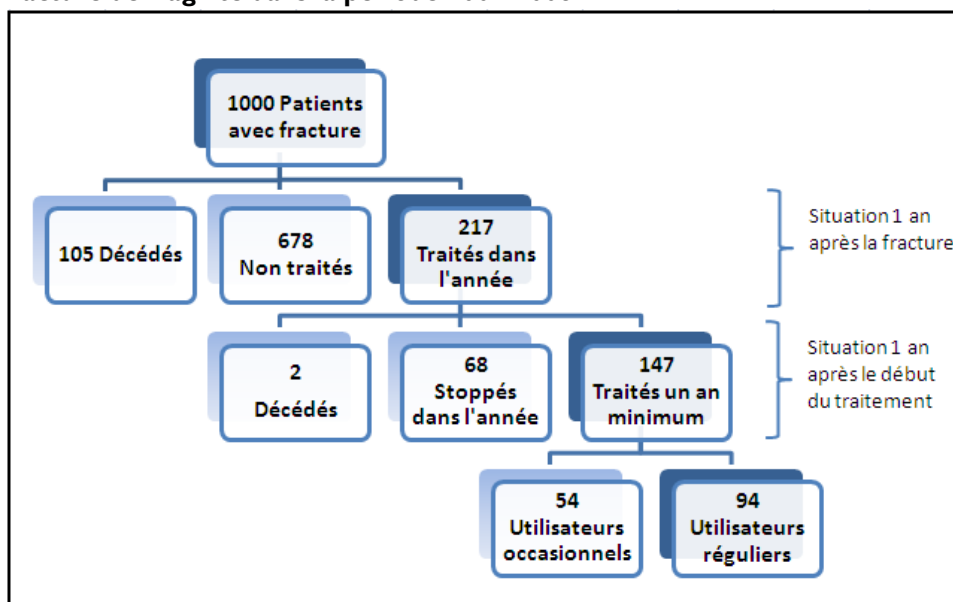 1000 Patients
avec fracture
105 Décédés
678
Non traités
217
Traités dans
l'année
Situation 1 an
après la fracture
2
Décédés
68
Stoppés
dans l'année
147
Traités un an
minimum
Situation 1 an
après le début
du traitement
54
Utilisateurs
occasionnels
94
Utilisateurs
réguliers